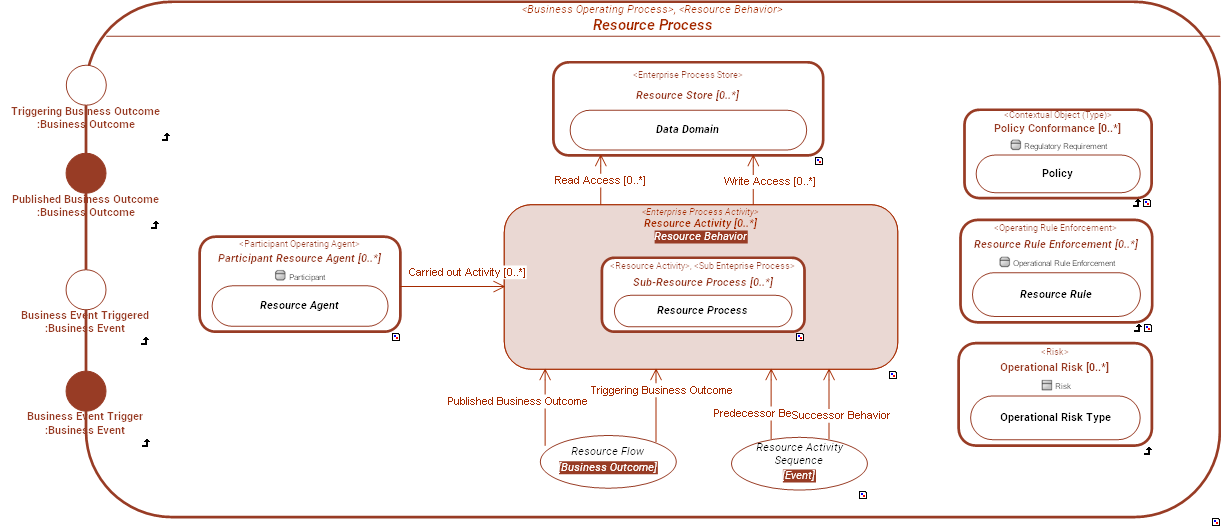 <Business Operating Process>, <Resource Behavior>
Resource Process
Triggering Business Outcome
:Business Outcome
Published Business Outcome
:Business Outcome
Business Event Triggered
:Business Event
Business Event Trigger
:Business Event
<Participant Operating Agent>
Participant Resource Agent [0..*]
Participant
Resource Agent
Carried out Activity [0..*]
<Enterprise Process Store>
Resource Store [0..*]
Data Domain
Read Access [0..*]
Write Access [0..*]
<Enterprise Process Activity>
Resource Activity [0..*]
Resource Behavior
<Resource Activity>, <Sub Enteprise Process>
Sub-Resource Process [0..*]
Resource Process
Published Business Outcome
Triggering Business Outcome
Predecessor Be
Successor Behavior
Resource Flow
[Business Outcome]
Resource Activity
Sequence
[Event]
<Contextual Object (Type)>
Policy Conformance [0..*]
Regulatory Requirement
Policy
<Operating Rule Enforcement>
Resource Rule Enforcement [0..*]
Operational Rule Enforcement
Resource Rule
<Risk>
Operational Risk [0..*]
Risk
Operational Risk Type